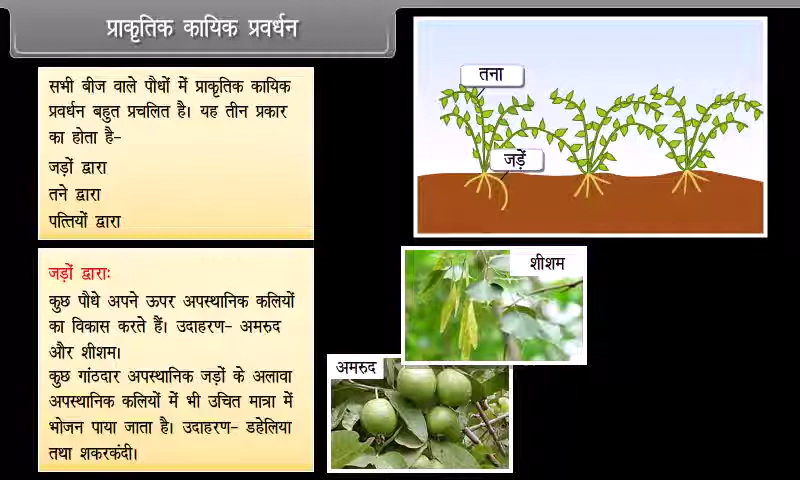 प्राकृतिक कायिक प्रवर्धन
सभी बीज वाले पौधों में प्राकृतिक कायिक
प्रवर्धन बहुत प्रचलित है। यह तीन प्रकार
का होता है-
जड़ों द्वारा
तने द्वारा
पत्तियों द्वारा
जड़ों द्वाराः
कुछ पौधे अपने ऊपर अपस्थानिक कलियों
का विकास करते हैं। उदाहरण- अमरुद
और शीशम।
कुछ गांठदार अपस्थानिक जड़ों के अलावा
अपस्थानिक कलियों में भी उचित मात्रा में
भोजन पाया जाता है। उदाहरण- डहेलिया
तथा शकरकंदी।
तना
जड़ें
शीशम
अमरुद